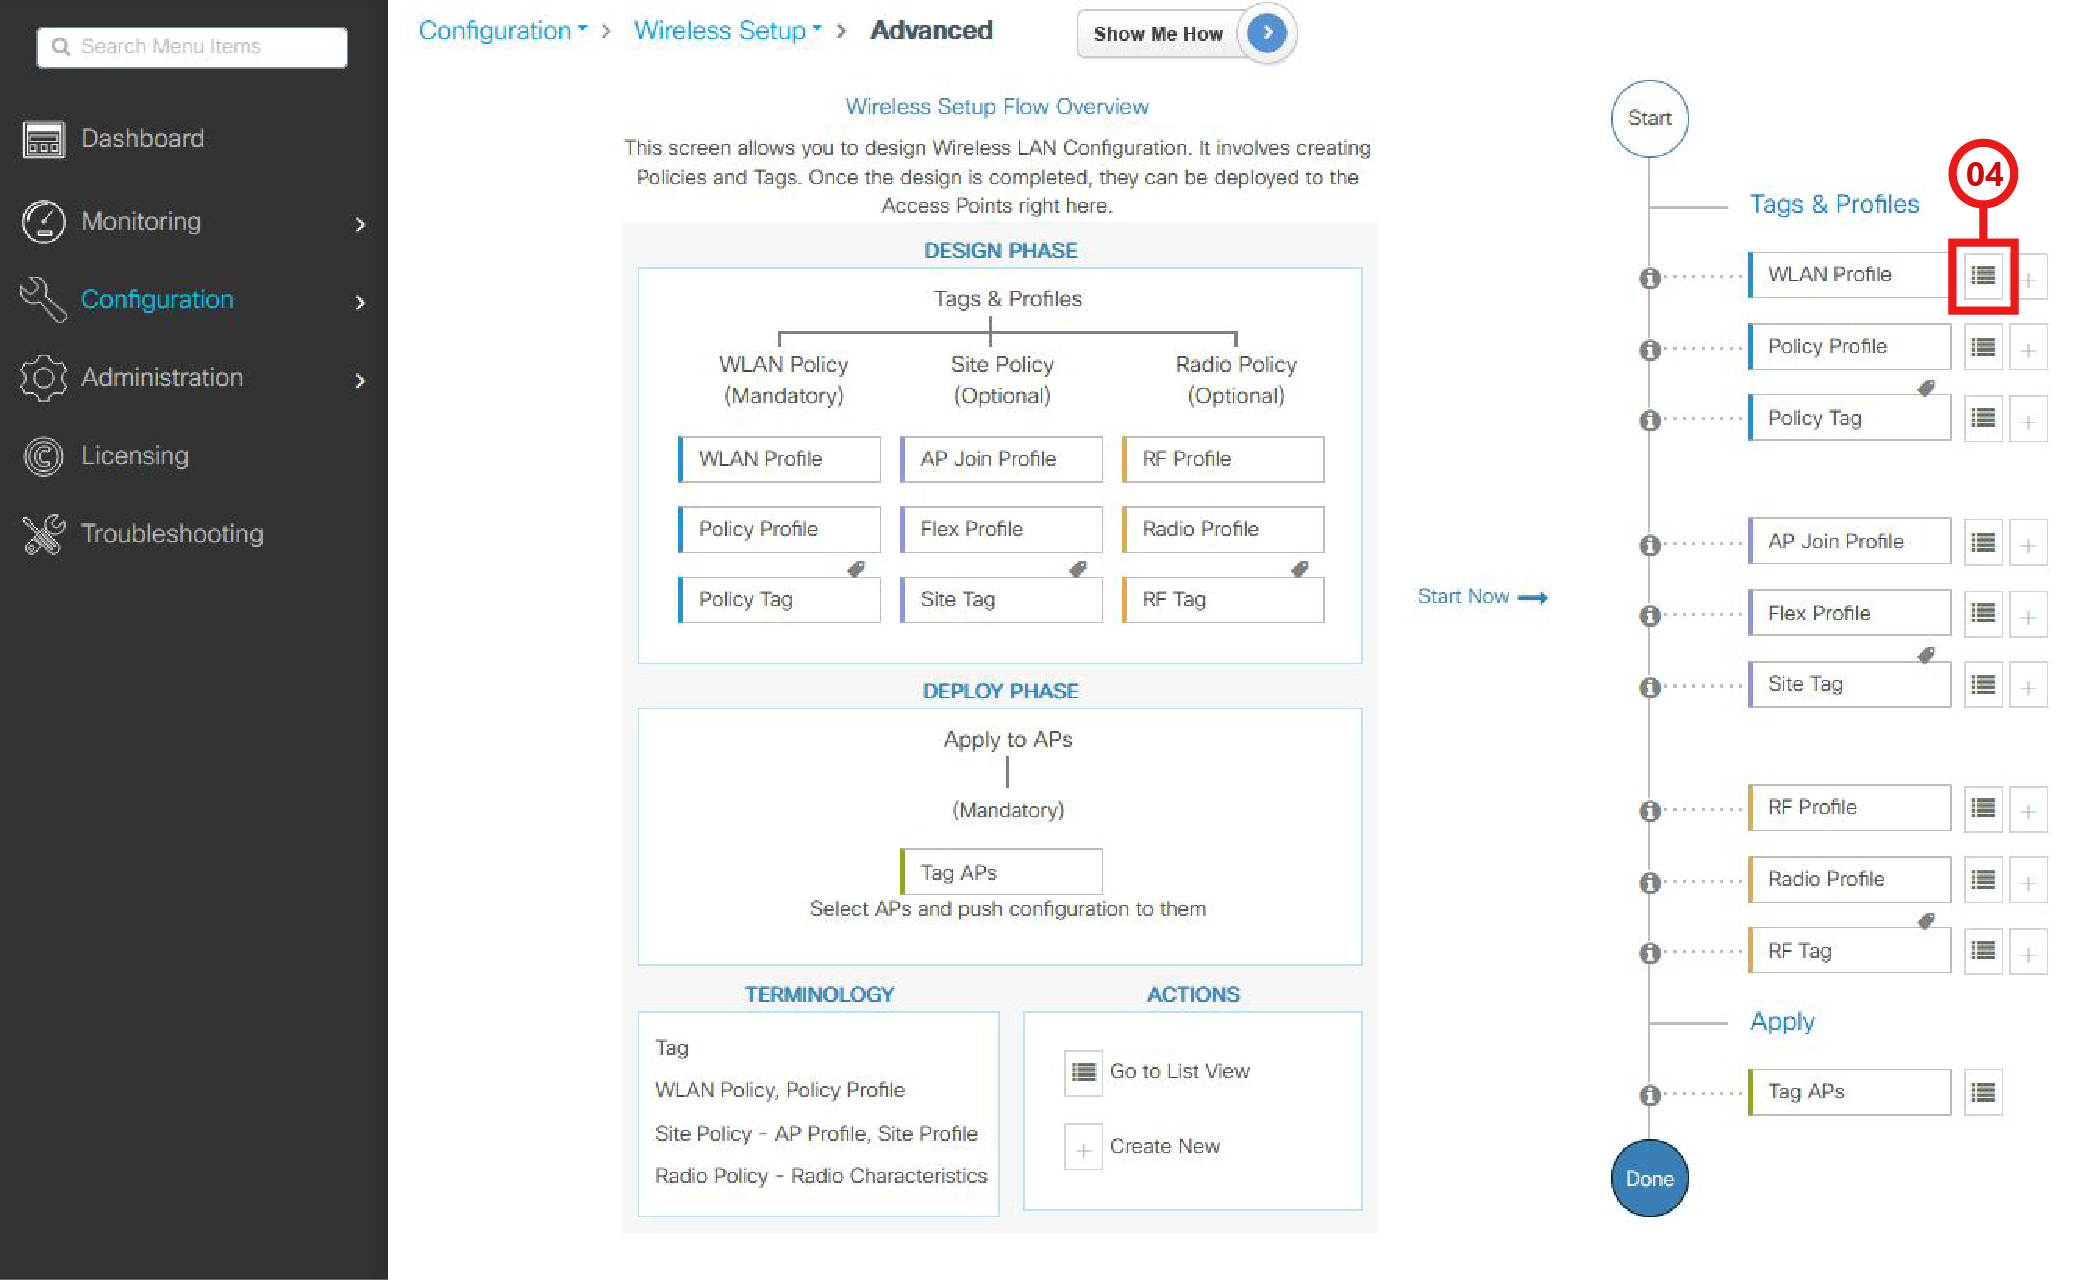 Search Menu Items
Dashboard
Monitoring
Configuration
Administration
Licensing
Troubleshooting
Configuration > Wireless Setup > Advanced
Show Me How
Wireless Setup Flow Overview
This screen allows you to design Wireless LAN Configuration. It involves creating
Policies and Tags. Once the design is completed, they can be deployed to the
Access Points right here.
DESIGN PHASE
Tags & Profiles
WLAN Policy
(Mandatory)
Site Policy
(Optional)
Radio Policy
(Optional)
WLAN Profile
AP Join Profile
RF Profile
Policy Profile
Flex Profile
Radio Profile
Policy Tag
Site Tag
RF Tag
DEPLOY PHASE
Apply to APs
(Mandatory)
Tag APs
Select APs and push configuration to them
TERMINOLOGY
Tag
WLAN Policy, Policy Profile
Site Policy - AP Profile, Site Profile
Radio Policy - Radio Characteristics
ACTIONS
Go to List View
Create New
Start Now
Start
04
Tags & Profiles
WLAN Profile
Policy Profile
Policy Tag
AP Join Profile
Flex Profile
Site Tag
RF Profile
Radio Profile
RF Tag
Apply
Tag APs
Done